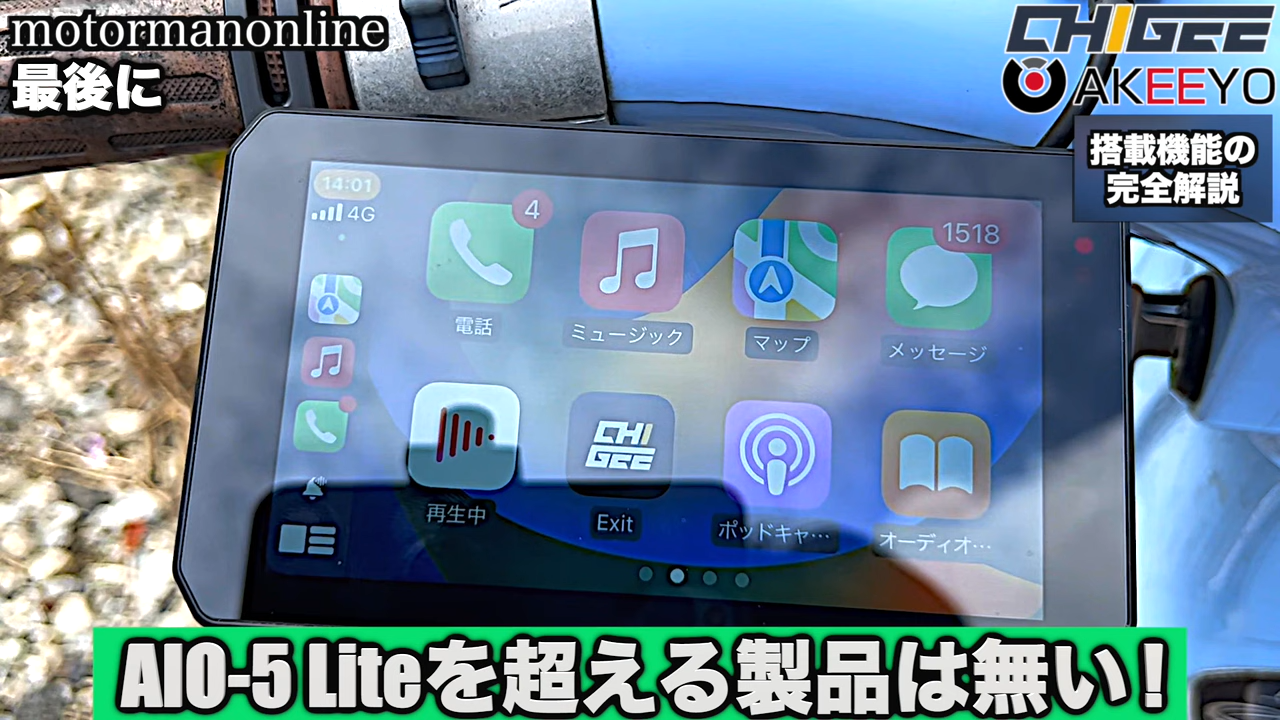 motormanonline
最後に
CHIGEE
AKEEYO
搭載機能の
完全解説
14:01
4G
4
電話
ミュージック
マップ
1518
メッセージ
再生中
CHI
GEE
Exit
ポッドキャ…
オーディオ…
AIO-5 Liteを超える製品は無い!